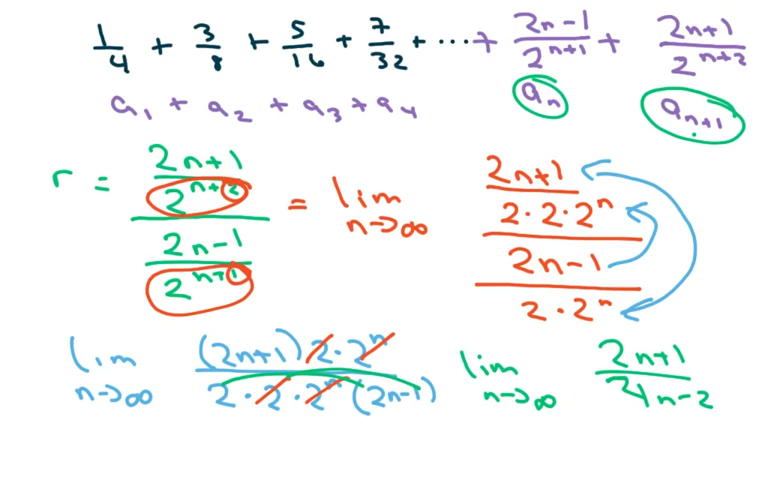 1/4 + 3/8 + 5/16 + 7/32 + ... + (2n-1)/(2^(n+1)) + (2n+1)/(2^(n+2))
a₁ + a₂ + a₃ + a₄ aₙ aₙ₊₁
r = ((2n+1)/(2^(n+2)))/((2n-1)/(2^(n+1))) = lim n→∞ ((2n+1)/(2·2·2^n))/((2n-1)/(2·2^n))
lim n→∞ ((2n+1)2·2^n)/(2·2·2^n(2n-1)) lim n→∞ (2n+1)/(4n-2)